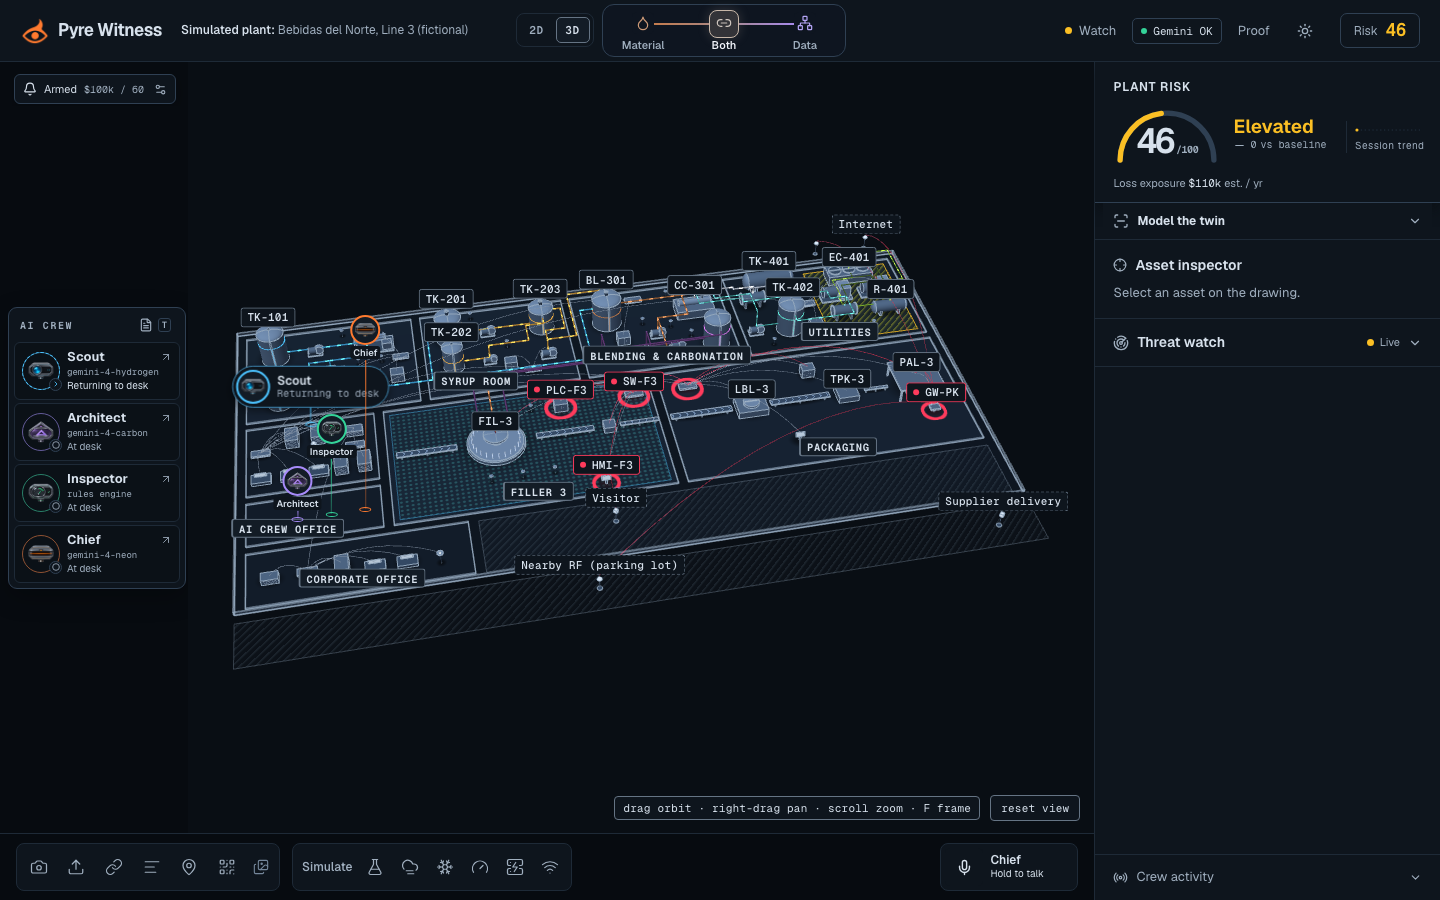 Pyre Witness
Simulated plant: Bebidas del Norte, Line 3 (fictional)
2D
3D
Material
Both
Data
Watch
Gemini OK
Proof
Risk 46
Armed $100k / 60
AI CREW
T
Scout
gemini-4-hydrogen
Returning to desk
Architect
gemini-4-carbon
At desk
Inspector
rules engine
At desk
Chief
gemini-4-neon
At desk
Internet
TK-401
EC-401
BL-301
CC-301
TK-402
R-401
TK-203
TK-201
TK-101
TK-202
UTILITIES
Chief
BLENDING & CARBONATION
PAL-3
Scout
Returning to desk
SYRUP ROOM
PLC-F3
SW-F3
LBL-3
TPK-3
GW-PK
FIL-3
Inspector
PACKAGING
HMI-F3
Architect
FILLER 3
Visitor
Supplier delivery
AI CREW OFFICE
Nearby RF (parking lot)
CORPORATE OFFICE
drag orbit · right-drag pan · scroll zoom · F frame
reset view
Simulate
Chief
Hold to talk
PLANT RISK
46 /100
Elevated
— 0 vs baseline
Session trend
Loss exposure $110k est. / yr
Model the twin
Asset inspector
Select an asset on the drawing.
Threat watch
Live
Crew activity